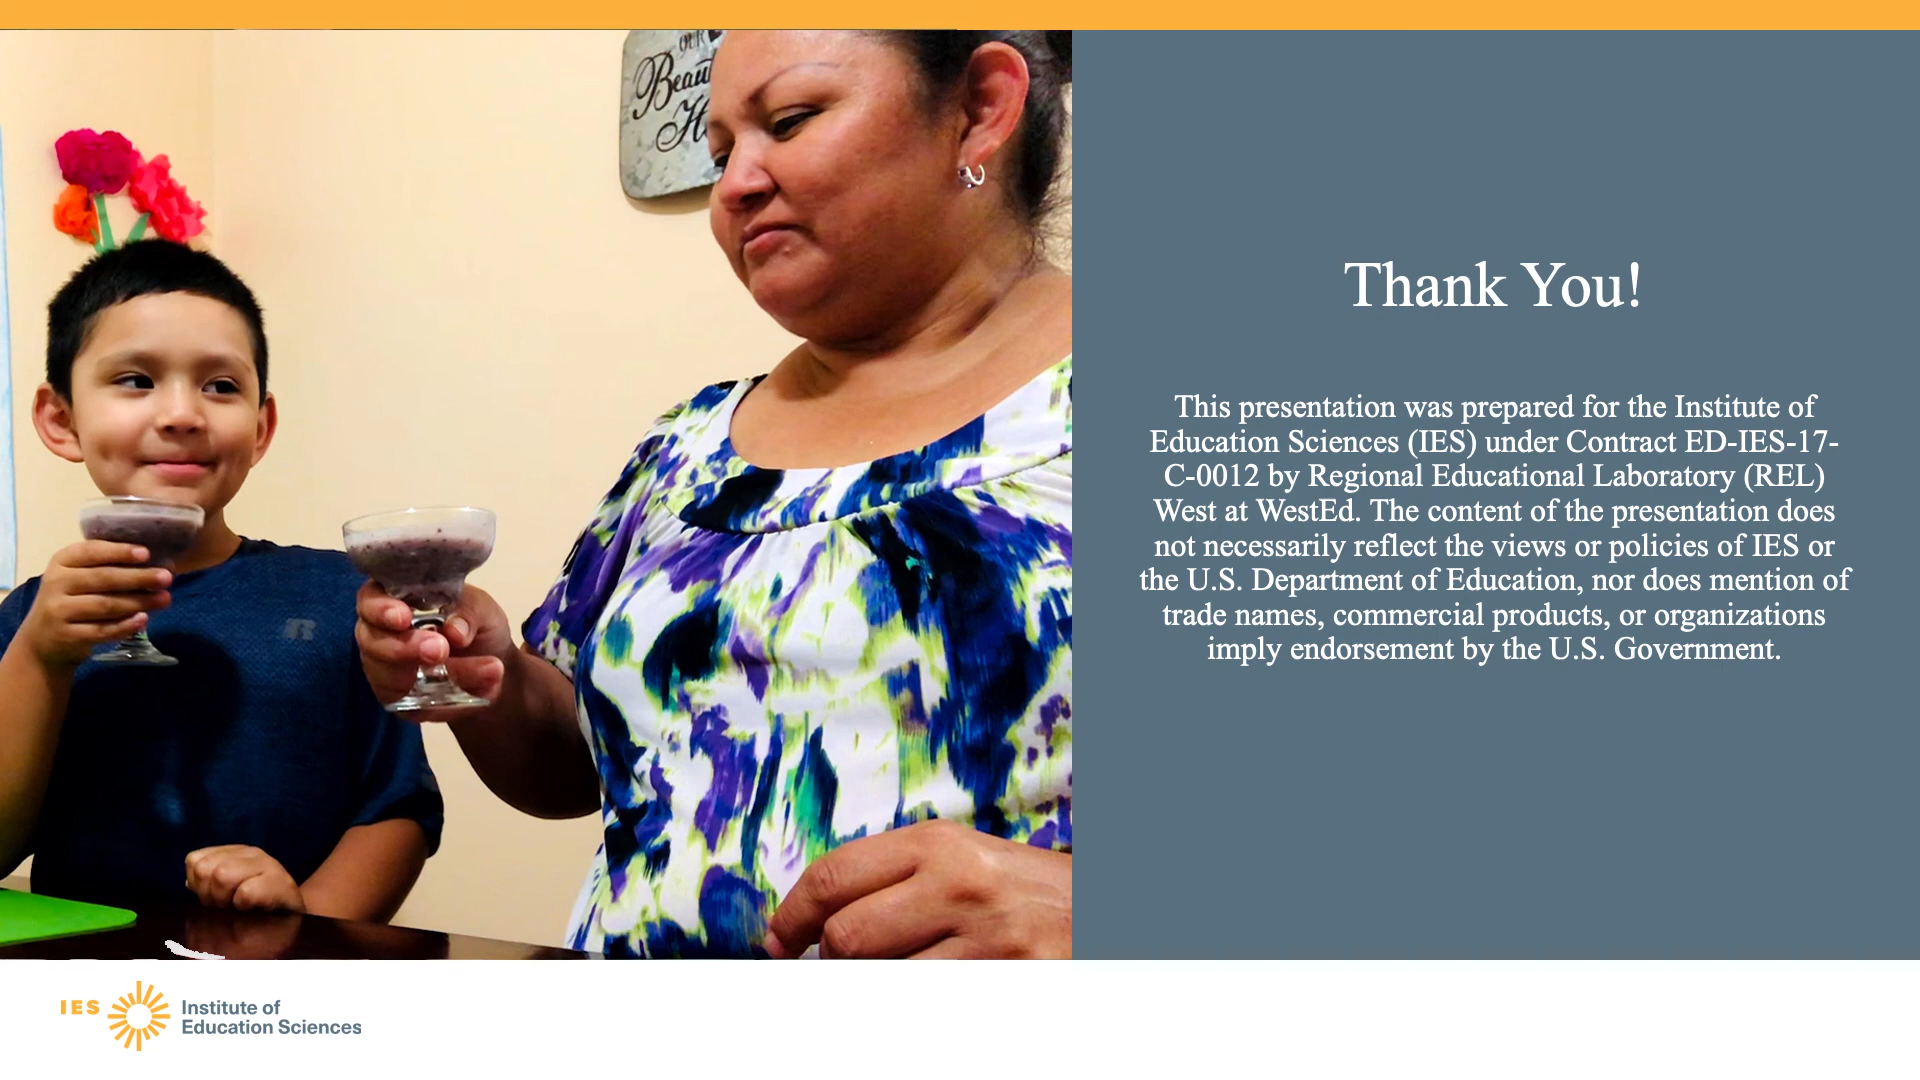 OUR
Thank You!
This presentation was prepared for the Institute of
Education Sciences (IES) under Contract ED-IES-17-
C-0012 by Regional Educational Laboratory (REL)
West at WestEd. The content of the presentation does
not necessarily reflect the views or policies of IES or
the U.S. Department of Education, nor does mention of
trade names, commercial products, or organizations
imply endorsement by the U.S. Government.
IES
Institute of
Education Sciences